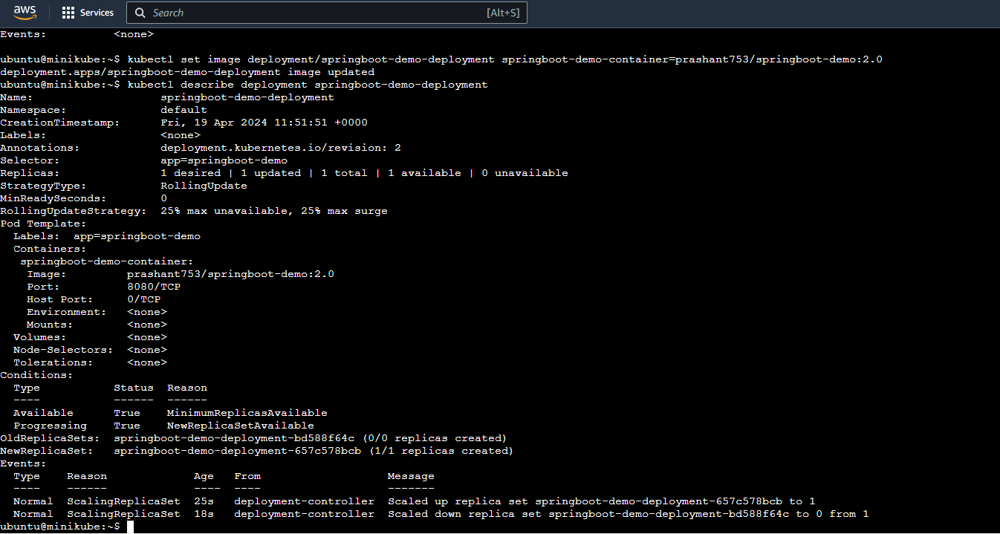 aws Services Search [Alt+S]
Events: <none>
ubuntu@minikube:~$ kubectl set image deployment/springboot-demo-deployment springboot-demo-container=prashant753/springboot-demo:2.0
deployment.apps/springboot-demo-deployment image updated
ubuntu@minikube:~$ kubectl describe deployment springboot-demo-deployment
Name: springboot-demo-deployment
Namespace: default
CreationTimestamp: Fri, 19 Apr 2024 11:51:51 +0000
Labels: <none>
Annotations: deployment.kubernetes.io/revision: 2
Selector: app=springboot-demo
Replicas: 1 desired | 1 updated | 1 total | 1 available | 0 unavailable
StrategyType: RollingUpdate
MinReadySeconds: 0
RollingUpdateStrategy: 25% max unavailable, 25% max surge
Pod Template:
  Labels: app=springboot-demo
  Containers:
   springboot-demo-container:
    Image: prashant753/springboot-demo:2.0
    Port: 8080/TCP
    Host Port: 0/TCP
    Environment: <none>
    Mounts: <none>
  Volumes: <none>
  Node-Selectors: <none>
  Tolerations: <none>
Conditions:
  Type Status Reason
  ---- ------ ------
  Available True MinimumReplicasAvailable
  Progressing True NewReplicaSetAvailable
OldReplicaSets: springboot-demo-deployment-bd588f64c (0/0 replicas created)
NewReplicaSet: springboot-demo-deployment-657c578bcb (1/1 replicas created)
Events:
  Type Reason Age From Message
  ---- ------ ---- ---- -------
  Normal ScalingReplicaSet 25s deployment-controller Scaled up replica set springboot-demo-deployment-657c578bcb to 1
  Normal ScalingReplicaSet 18s deployment-controller Scaled down replica set springboot-demo-deployment-bd588f64c to 0 from 1
ubuntu@minikube:~$